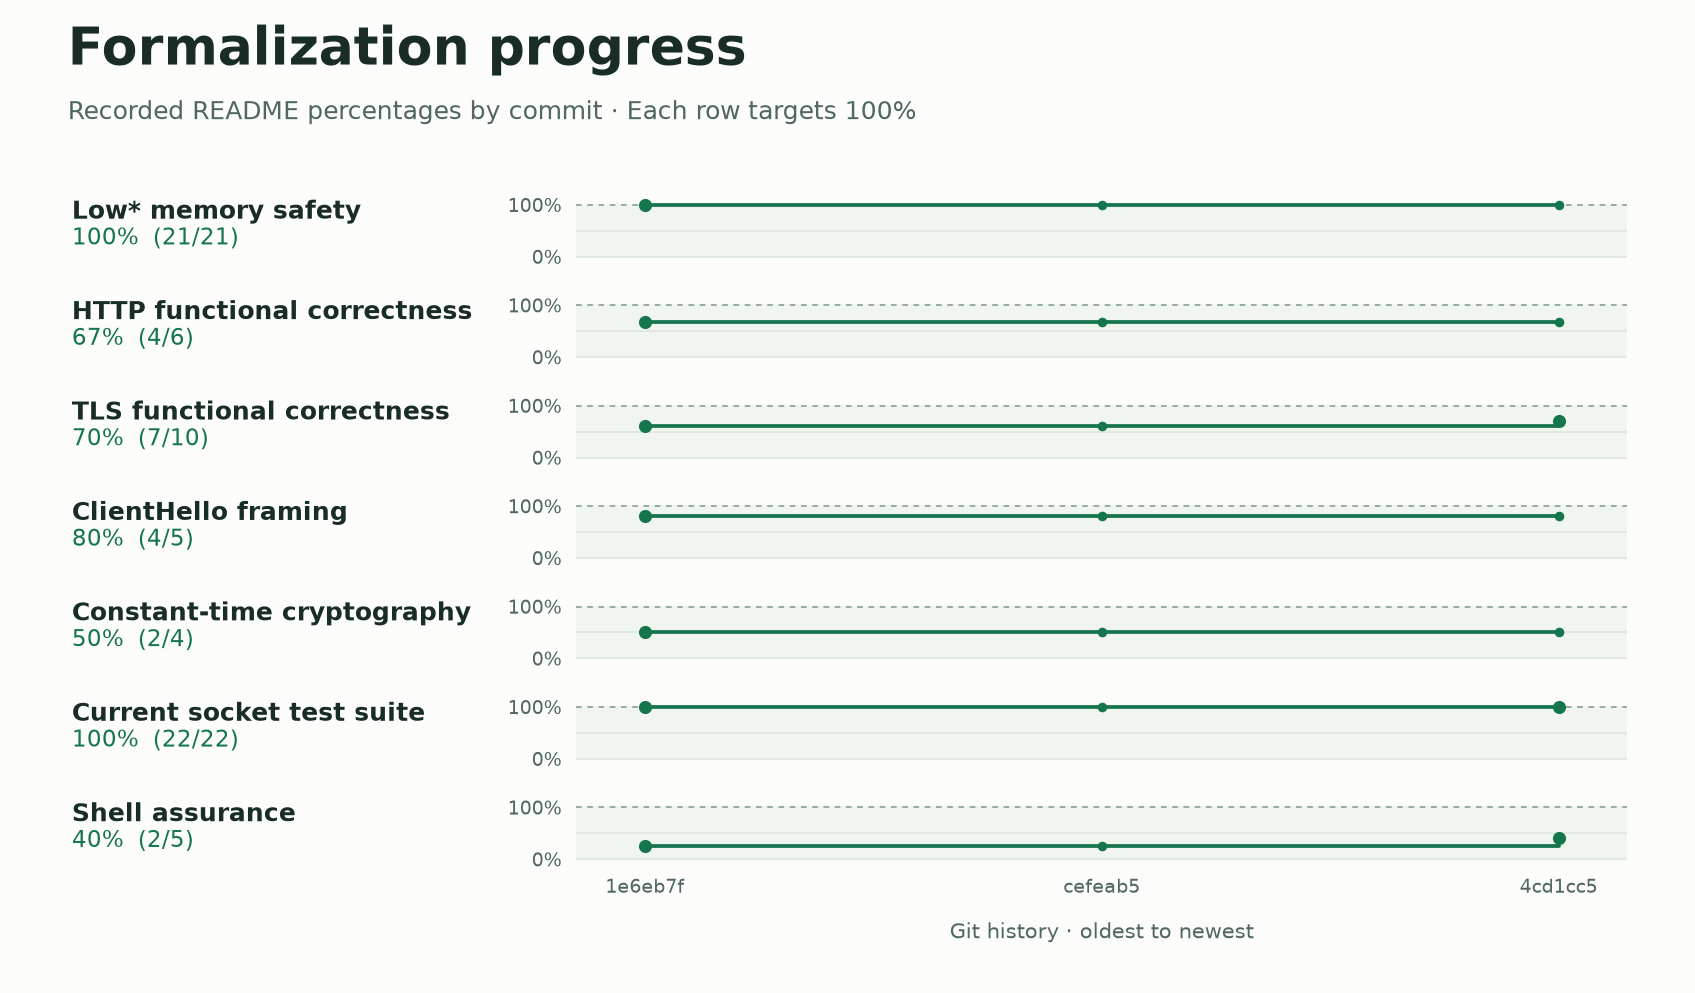 Formalization progress
Recorded README percentages by commit · Each row targets 100%
Low* memory safety
100% (21/21)
100%
0%
HTTP functional correctness
67% (4/6)
100%
0%
TLS functional correctness
70% (7/10)
100%
0%
ClientHello framing
80% (4/5)
100%
0%
Constant-time cryptography
50% (2/4)
100%
0%
Current socket test suite
100% (22/22)
100%
0%
Shell assurance
40% (2/5)
100%
0%
1e6eb7f cefeab5 4cd1cc5
Git history · oldest to newest